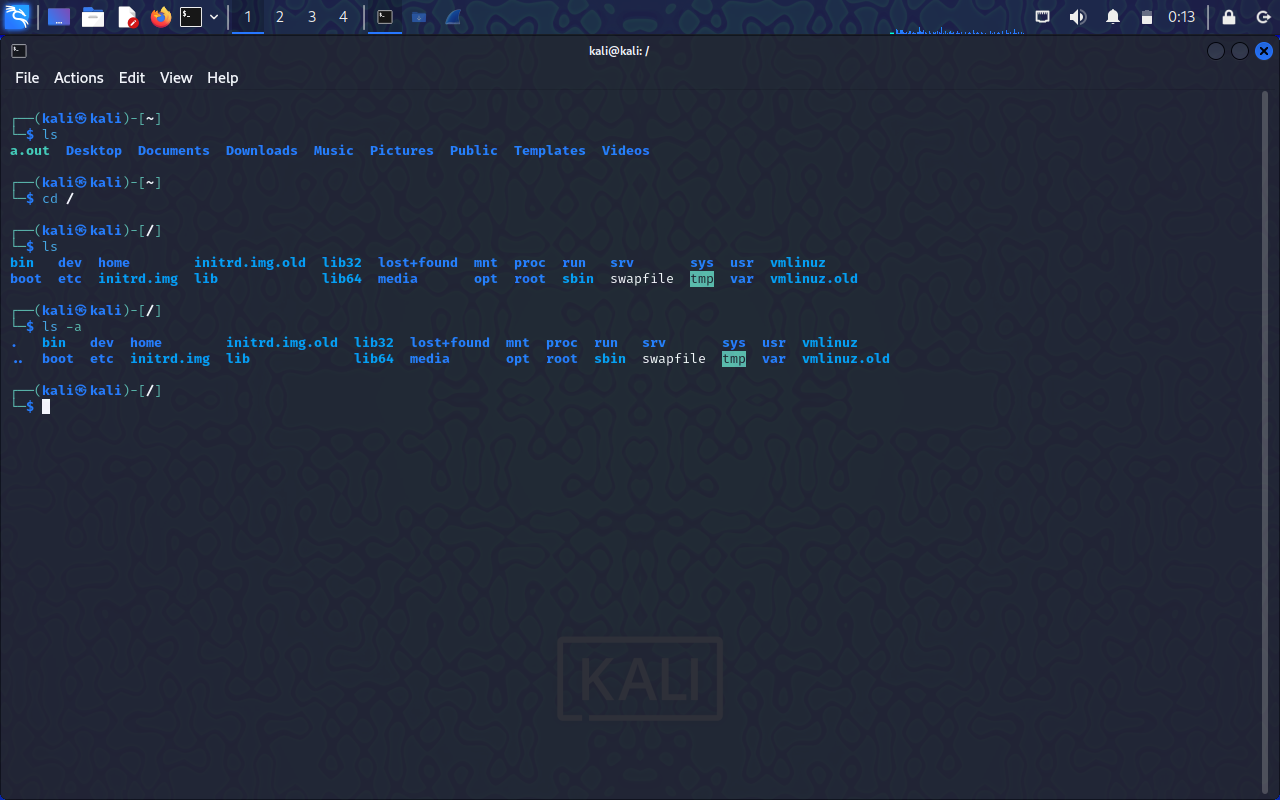 1 2 3 4 0:13
kali@kali: /
File Actions Edit View Help
┌──(kali㉿kali)-[~]
└─$ ls
a.out  Desktop  Documents  Downloads  Music  Pictures  Public  Templates  Videos
┌──(kali㉿kali)-[~]
└─$ cd /
┌──(kali㉿kali)-[/]
└─$ ls
bin   dev  home        initrd.img.old  lib32  lost+found  mnt  proc  run   srv       sys  usr  vmlinuz
boot  etc  initrd.img  lib             lib64  media       opt  root  sbin  swapfile  tmp  var  vmlinuz.old
┌──(kali㉿kali)-[/]
└─$ ls -a
.   bin   dev  home        initrd.img.old  lib32  lost+found  mnt  proc  run   srv       sys  usr  vmlinuz
..  boot  etc  initrd.img  lib             lib64  media       opt  root  sbin  swapfile  tmp  var  vmlinuz.old
┌──(kali㉿kali)-[/]
└─$
KALI